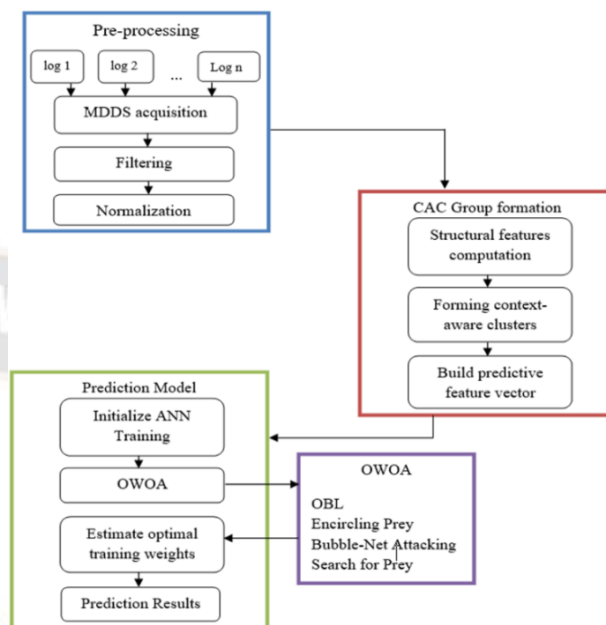 Pre-processing
log 1
log 2
...
Log n
MDDS acquisition
Filtering
Normalization
CAC Group formation
Structural features
computation
Forming context-
aware clusters
Build predictive
feature vector
Prediction Model
Initialize ANN
Training
OWOA
Estimate optimal
training weights
Prediction Results
OWOA
OBL
Encircling Prey
Bubble-Net Attacking
Search for Prey